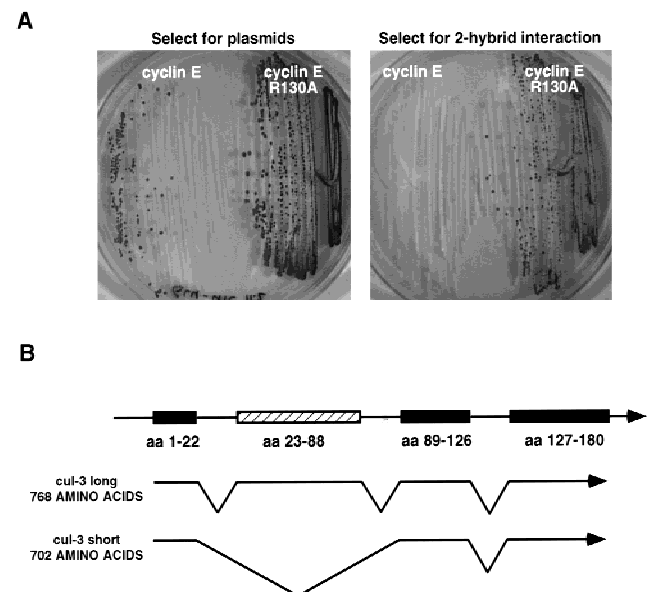 A
Select for plasmids
Select for 2-hybrid interaction
cyclin E
cyclin E
R130A
cyclin E
cyclin E
R130A
B
aa 1-22
aa 23-88
aa 89-126
aa 127-180
cul-3 long
768 AMINO ACIDS
cul-3 short
702 AMINO ACIDS